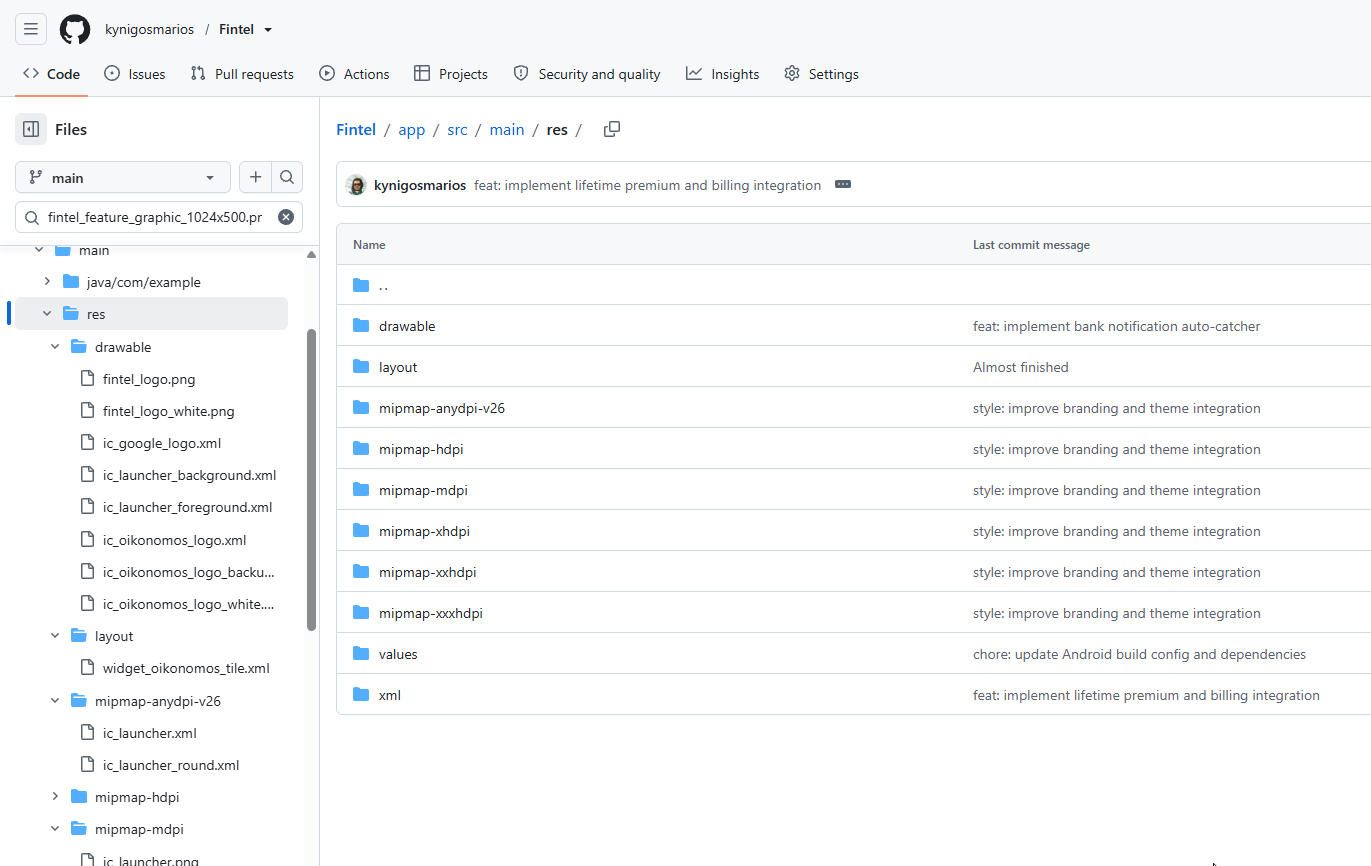 kynigosmarios / Fintel
Code Issues Pull requests Actions Projects Security and quality Insights Settings
Files
main
fintel_feature_graphic_1024x500.pr
main
java/com/example
res
drawable
fintel_logo.png
fintel_logo_white.png
ic_google_logo.xml
ic_launcher_background.xml
ic_launcher_foreground.xml
ic_oikonomos_logo.xml
ic_oikonomos_logo_backu...
ic_oikonomos_logo_white....
layout
widget_oikonomos_tile.xml
mipmap-anydpi-v26
ic_launcher.xml
ic_launcher_round.xml
mipmap-hdpi
mipmap-mdpi
ic_launcher.png
Fintel / app / src / main / res /
kynigosmarios feat: implement lifetime premium and billing integration
Name Last commit message
..
drawable feat: implement bank notification auto-catcher
layout Almost finished
mipmap-anydpi-v26 style: improve branding and theme integration
mipmap-hdpi style: improve branding and theme integration
mipmap-mdpi style: improve branding and theme integration
mipmap-xhdpi style: improve branding and theme integration
mipmap-xxhdpi style: improve branding and theme integration
mipmap-xxxhdpi style: improve branding and theme integration
values chore: update Android build config and dependencies
xml feat: implement lifetime premium and billing integration